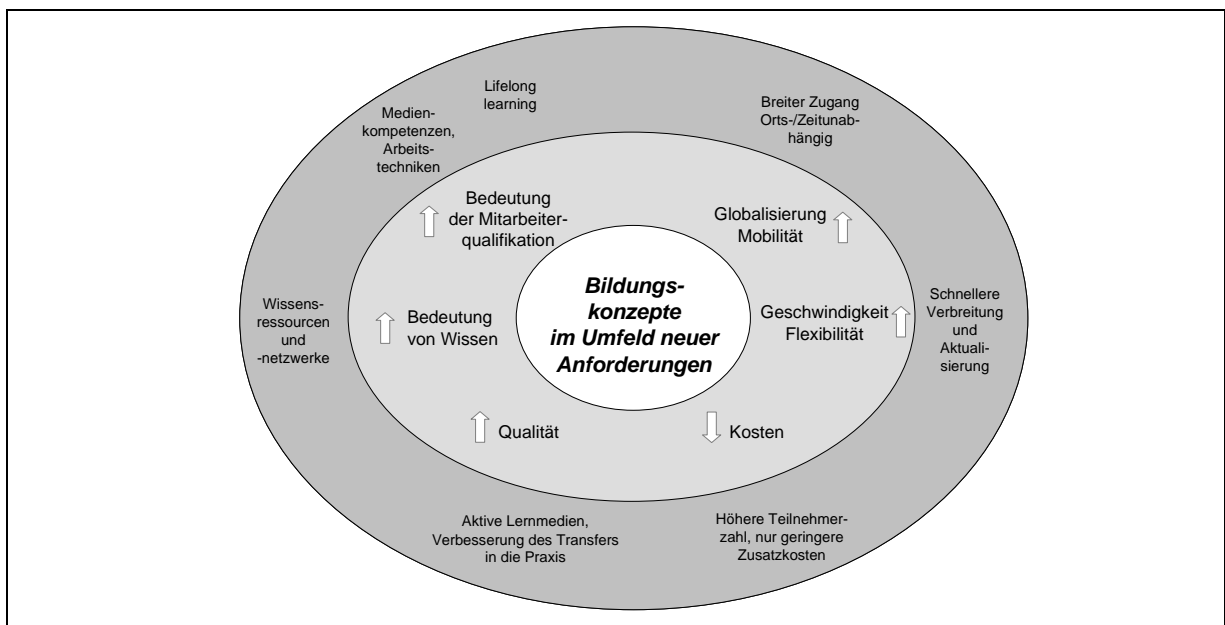 Lifelong
learning
Medien-
kompetenzen,
Arbeits-
techniken
Breiter Zugang
Orts-/Zeitunab-
hängig
Bedeutung
der Mitarbeiter-
qualifikation
Globalisierung
Mobilität
Wissens-
ressourcen
und
-netzwerke
Bedeutung
von Wissen
Bildungs-
konzepte
im Umfeld neuer
Anforderungen
Geschwindigkeit
Flexibilität
Schnellere
Verbreitung
und
Aktuali-
sierung
Qualität
Kosten
Aktive Lernmedien,
Verbesserung des Transfers
in die Praxis
Höhere Teilnehmer-
zahl, nur geringere
Zusatzkosten